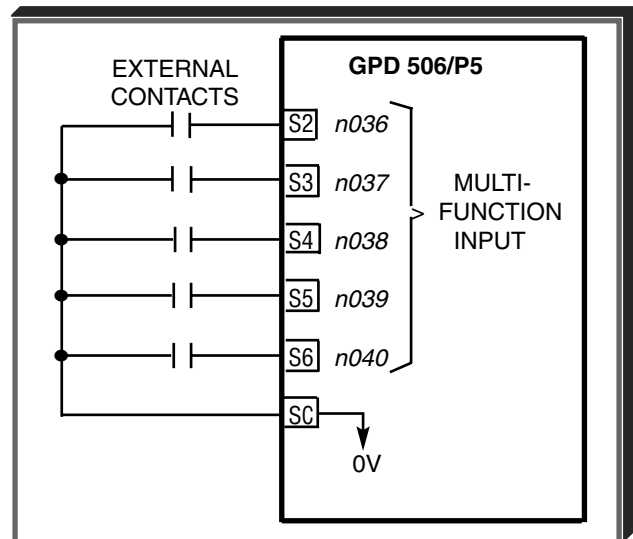 GPD 506/P5
EXTERNAL
CONTACTS
S2 n036
S3 n037
S4 n038
S5 n039
S6 n040
MULTI-
FUNCTION
INPUT
SC
0V